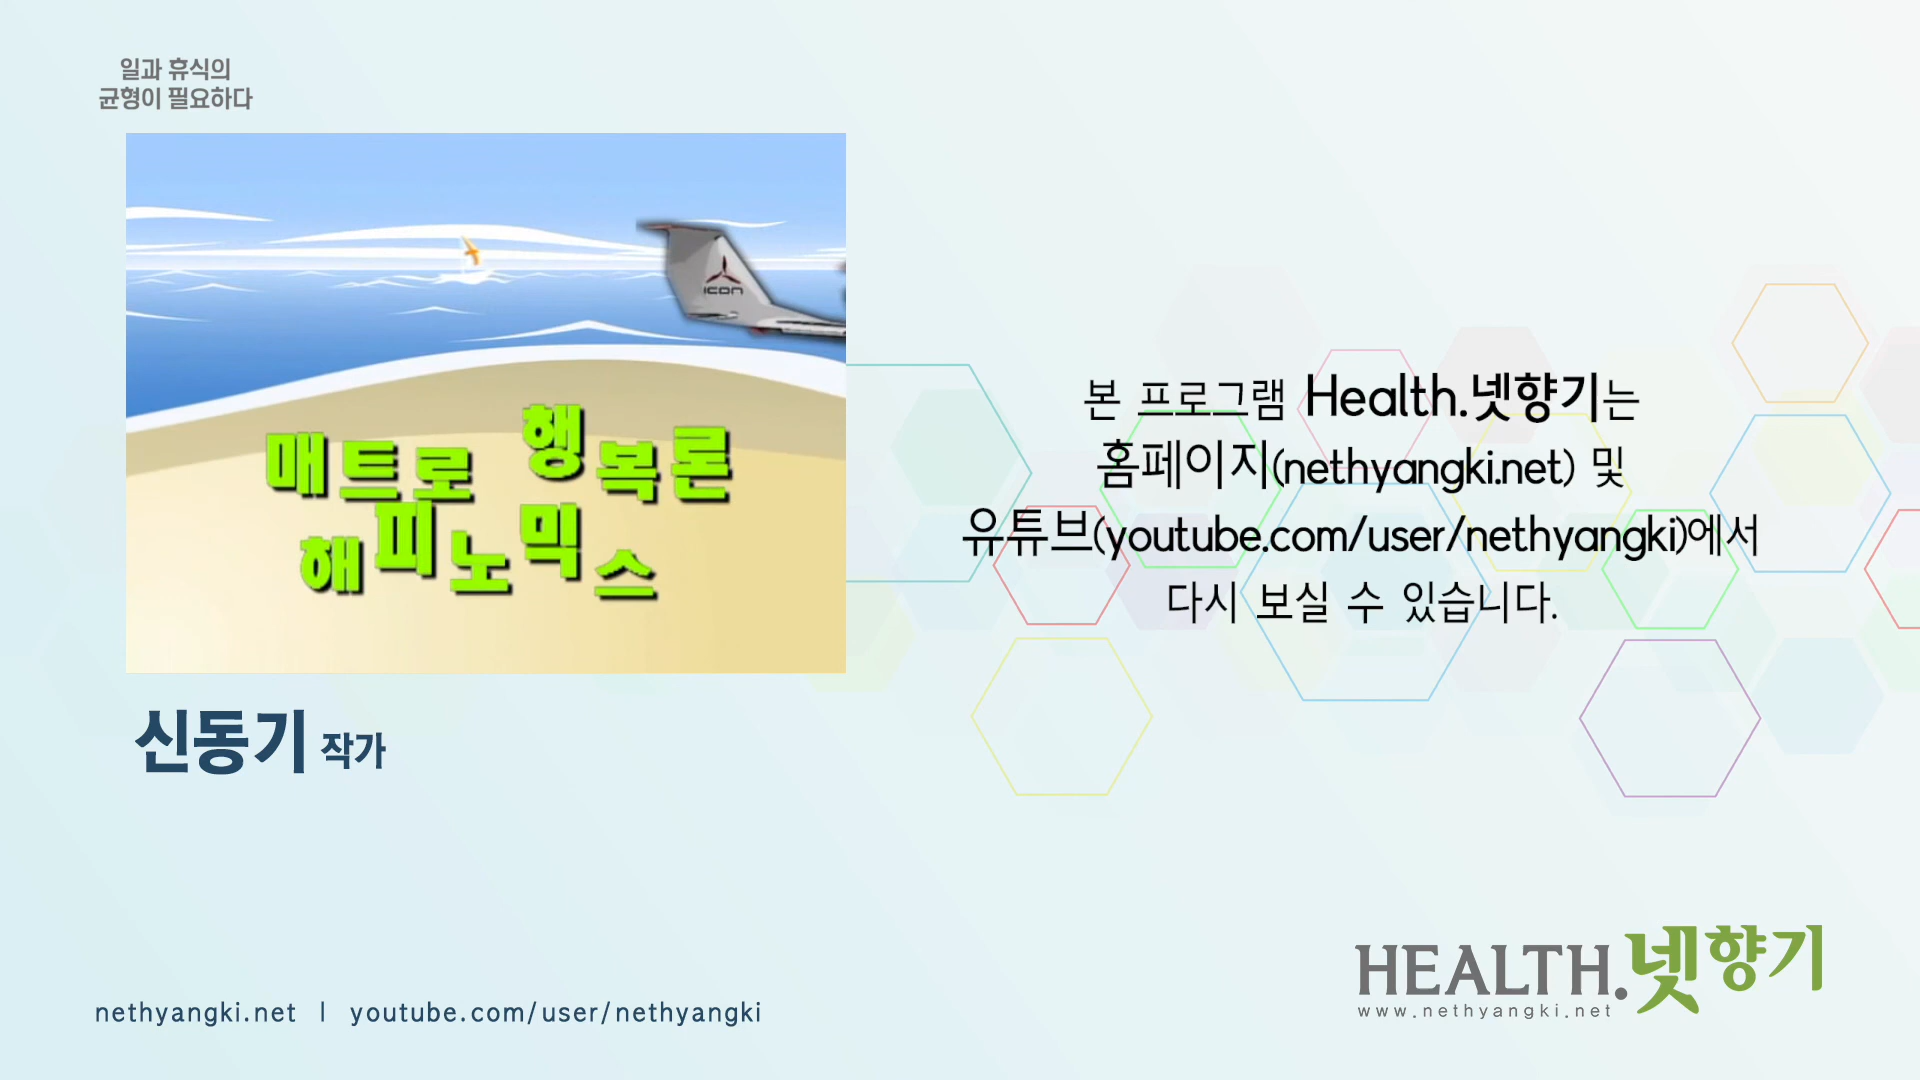 일과 휴식의
균형이 필요하다
icon
매트로 행복론
해피노믹스
신동기 작가
본 프로그램 Health.넷향기는
홈페이지(nethyangki.net) 및
유튜브(youtube.com/user/nethyangki)에서
다시 보실 수 있습니다.
nethyangki.net | youtube.com/user/nethyangki
HEALTH.넷향기
www.nethyangki.net